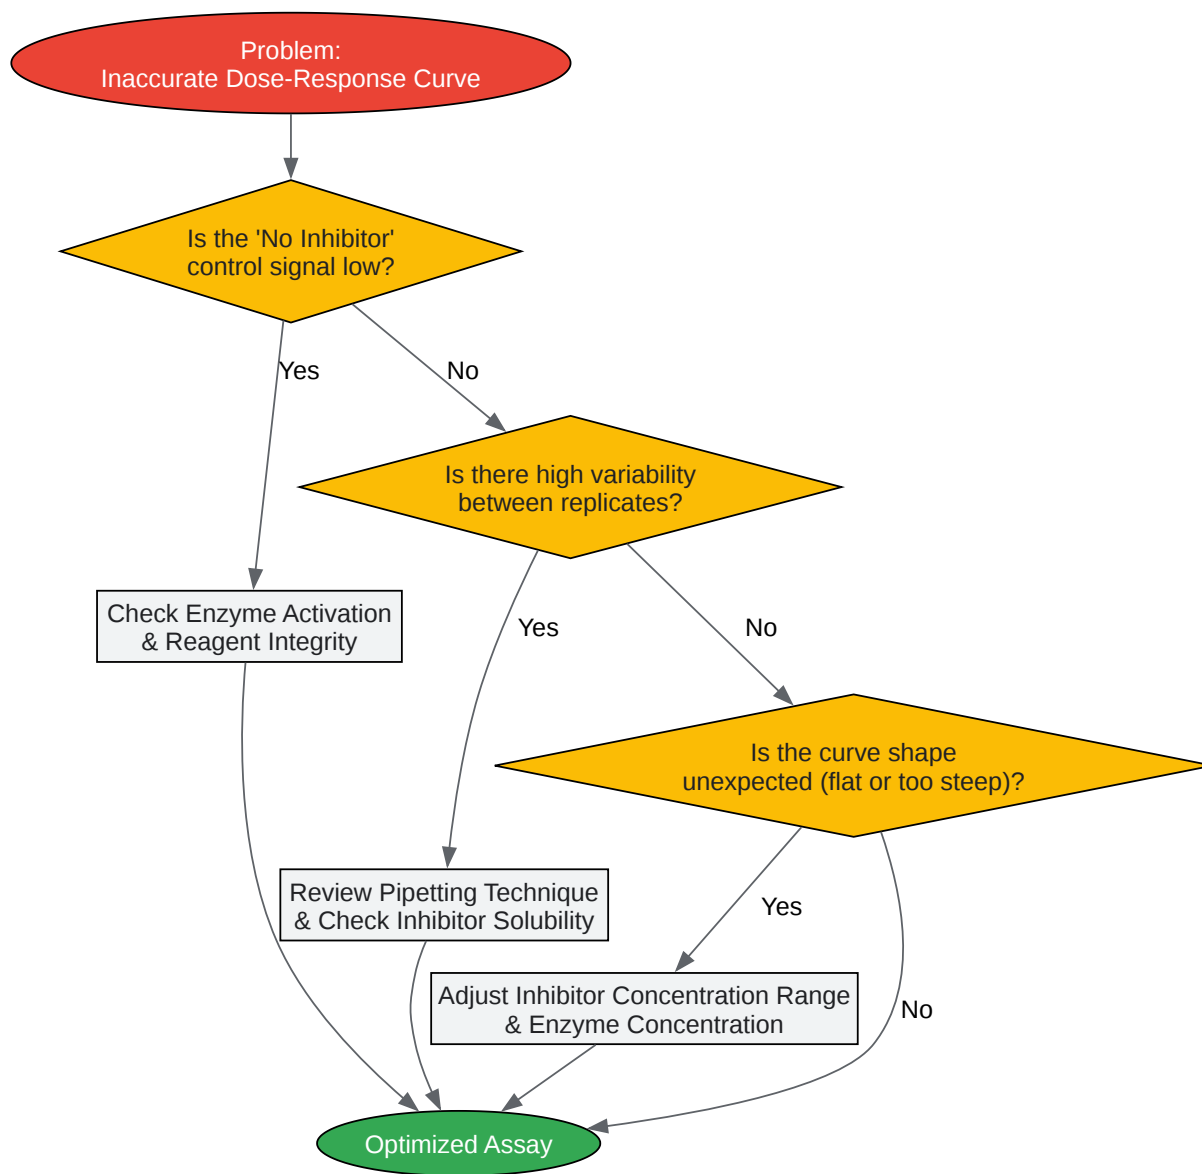 Problem:
Inaccurate Dose-Response Curve
Is the 'No Inhibitor'
control signal low?
Yes
No
Is there high variability
between replicates?
Check Enzyme Activation
& Reagent Integrity
Yes
No
Is the curve shape
unexpected (flat or too steep)?
Review Pipetting Technique
& Check Inhibitor Solubility
Yes
Adjust Inhibitor Concentration Range
& Enzyme Concentration
No
Optimized Assay